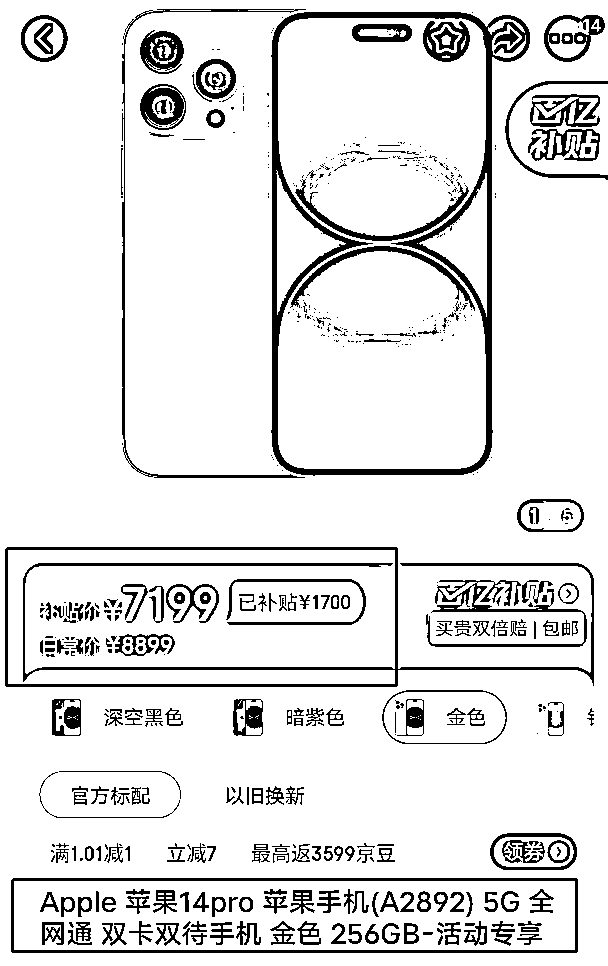 14
百亿
补贴
1 6
补贴价 ¥7199 已补贴¥1700
百亿补贴
日常价 ¥8899
买贵双倍赔 | 包邮
深空黑色 暗紫色 金色
官方标配 以旧换新
满1.01减1 立减7 最高返3599京豆 领券
Apple 苹果14pro 苹果手机(A2892) 5G 全
网通 双卡双待手机 金色 256GB-活动专享